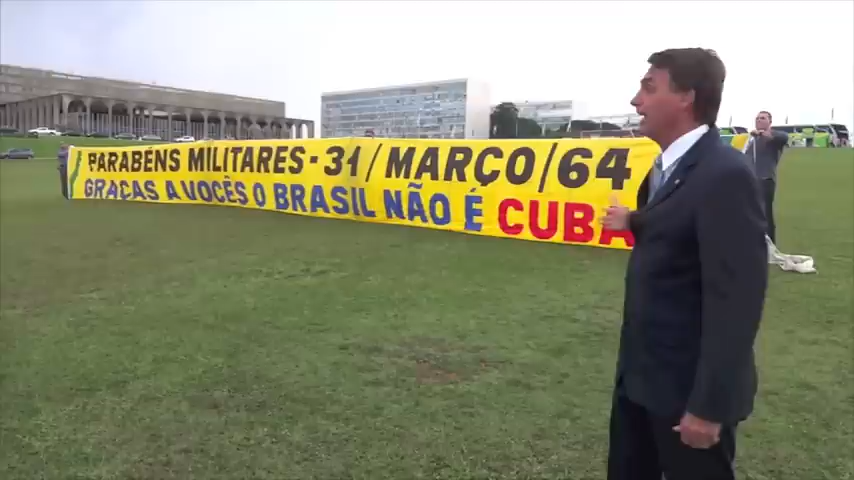 PARABÉNS MILITARES - 31/MARÇO/64
GRAÇAS A VOCÊS O BRASIL NÃO É CUBA